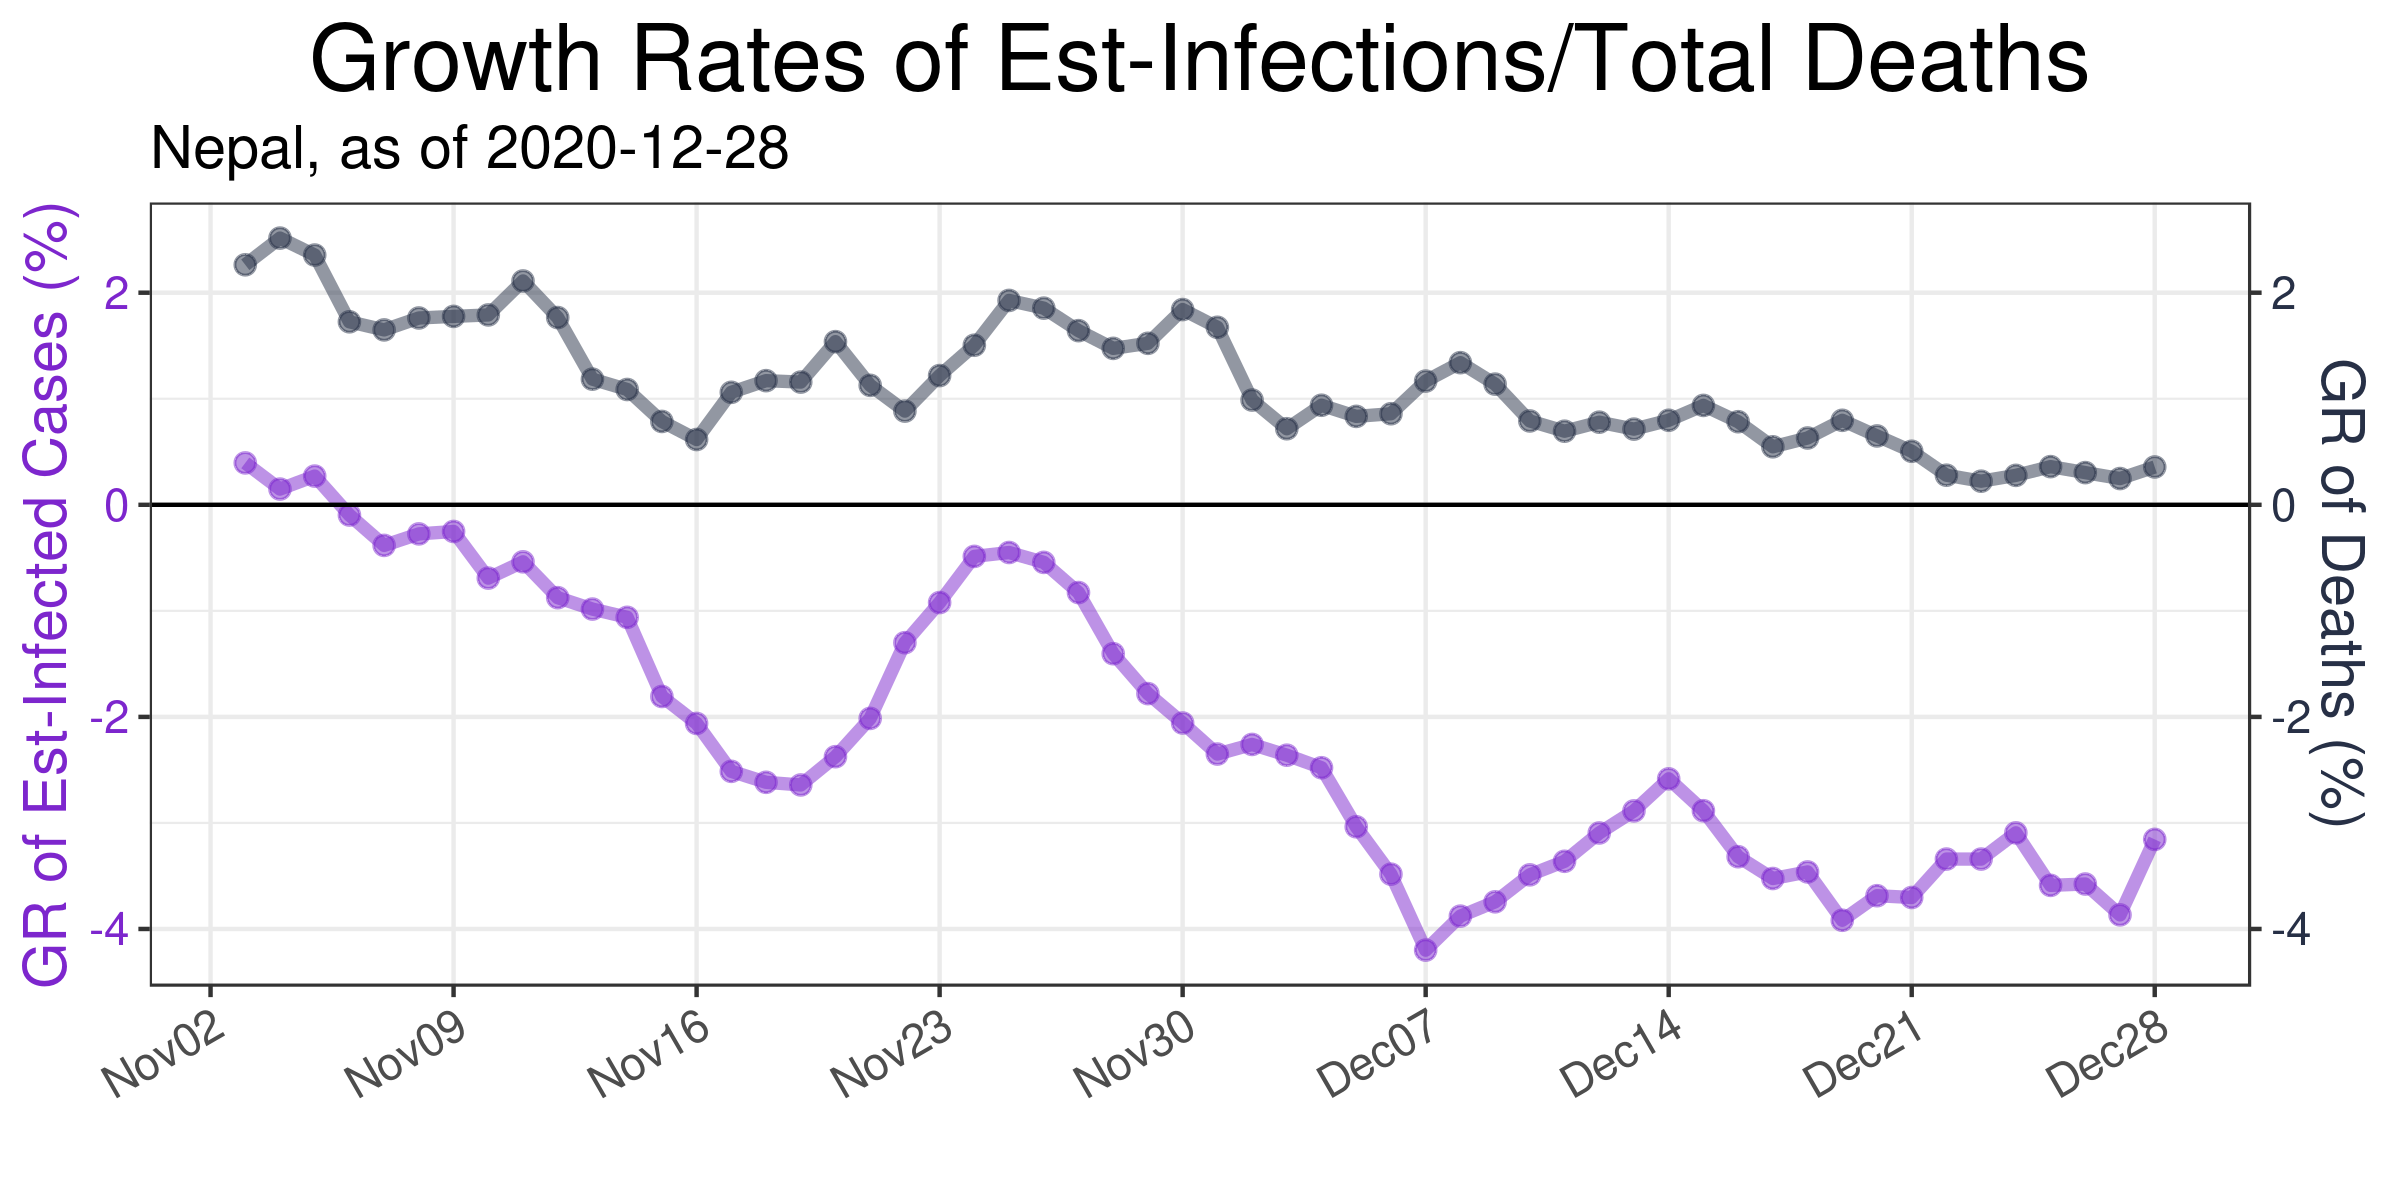 Growth Rates of Est-Infections/Total Deaths
Nepal, as of 2020-12-28
GR of Est-Infected Cases (%)
2
0
-2
-4
2
0
-2
-4
GR of Deaths (%)
Nov02
Nov09
Nov16
Nov23
Nov30
Dec07
Dec14
Dec21
Dec28